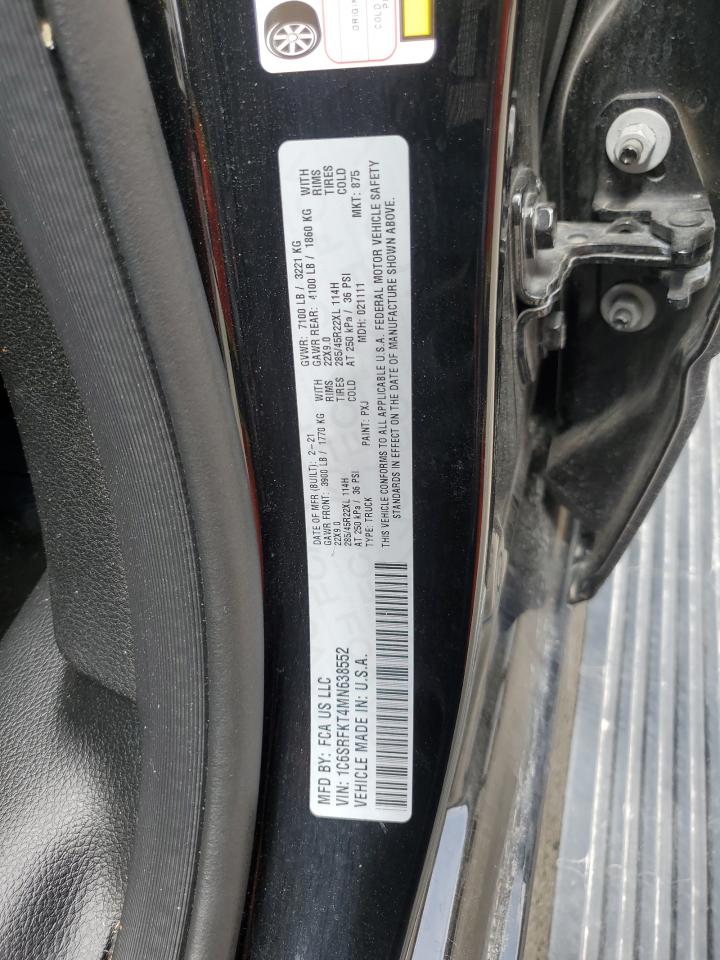 ORIGIN
COLD
MFD BY: FCA US LLC
VIN: 1C6SRFKT4MN638552
VEHICLE MADE IN: U.S.A.
DATE OF MFR (BUILT): 2-21
GAWR FRONT: 3900 LB / 1770 KG WITH
22X9.0 RIMS
285/45R22XL 114H TIRES
AT 250 kPa / 36 PSI COLD
TYPE: TRUCK PAINT: PXJ
GVWR: 7100 LB / 3221 KG
GAWR REAR: 4100 LB / 1860 KG WITH
22X9.0 RIMS
285/45R22XL 114H TIRES
AT 250 kPa / 36 PSI COLD
MDH: 021111 MKT: 875
THIS VEHICLE CONFORMS TO ALL APPLICABLE U.S.A. FEDERAL MOTOR VEHICLE SAFETY
STANDARDS IN EFFECT ON THE DATE OF MANUFACTURE SHOWN ABOVE.